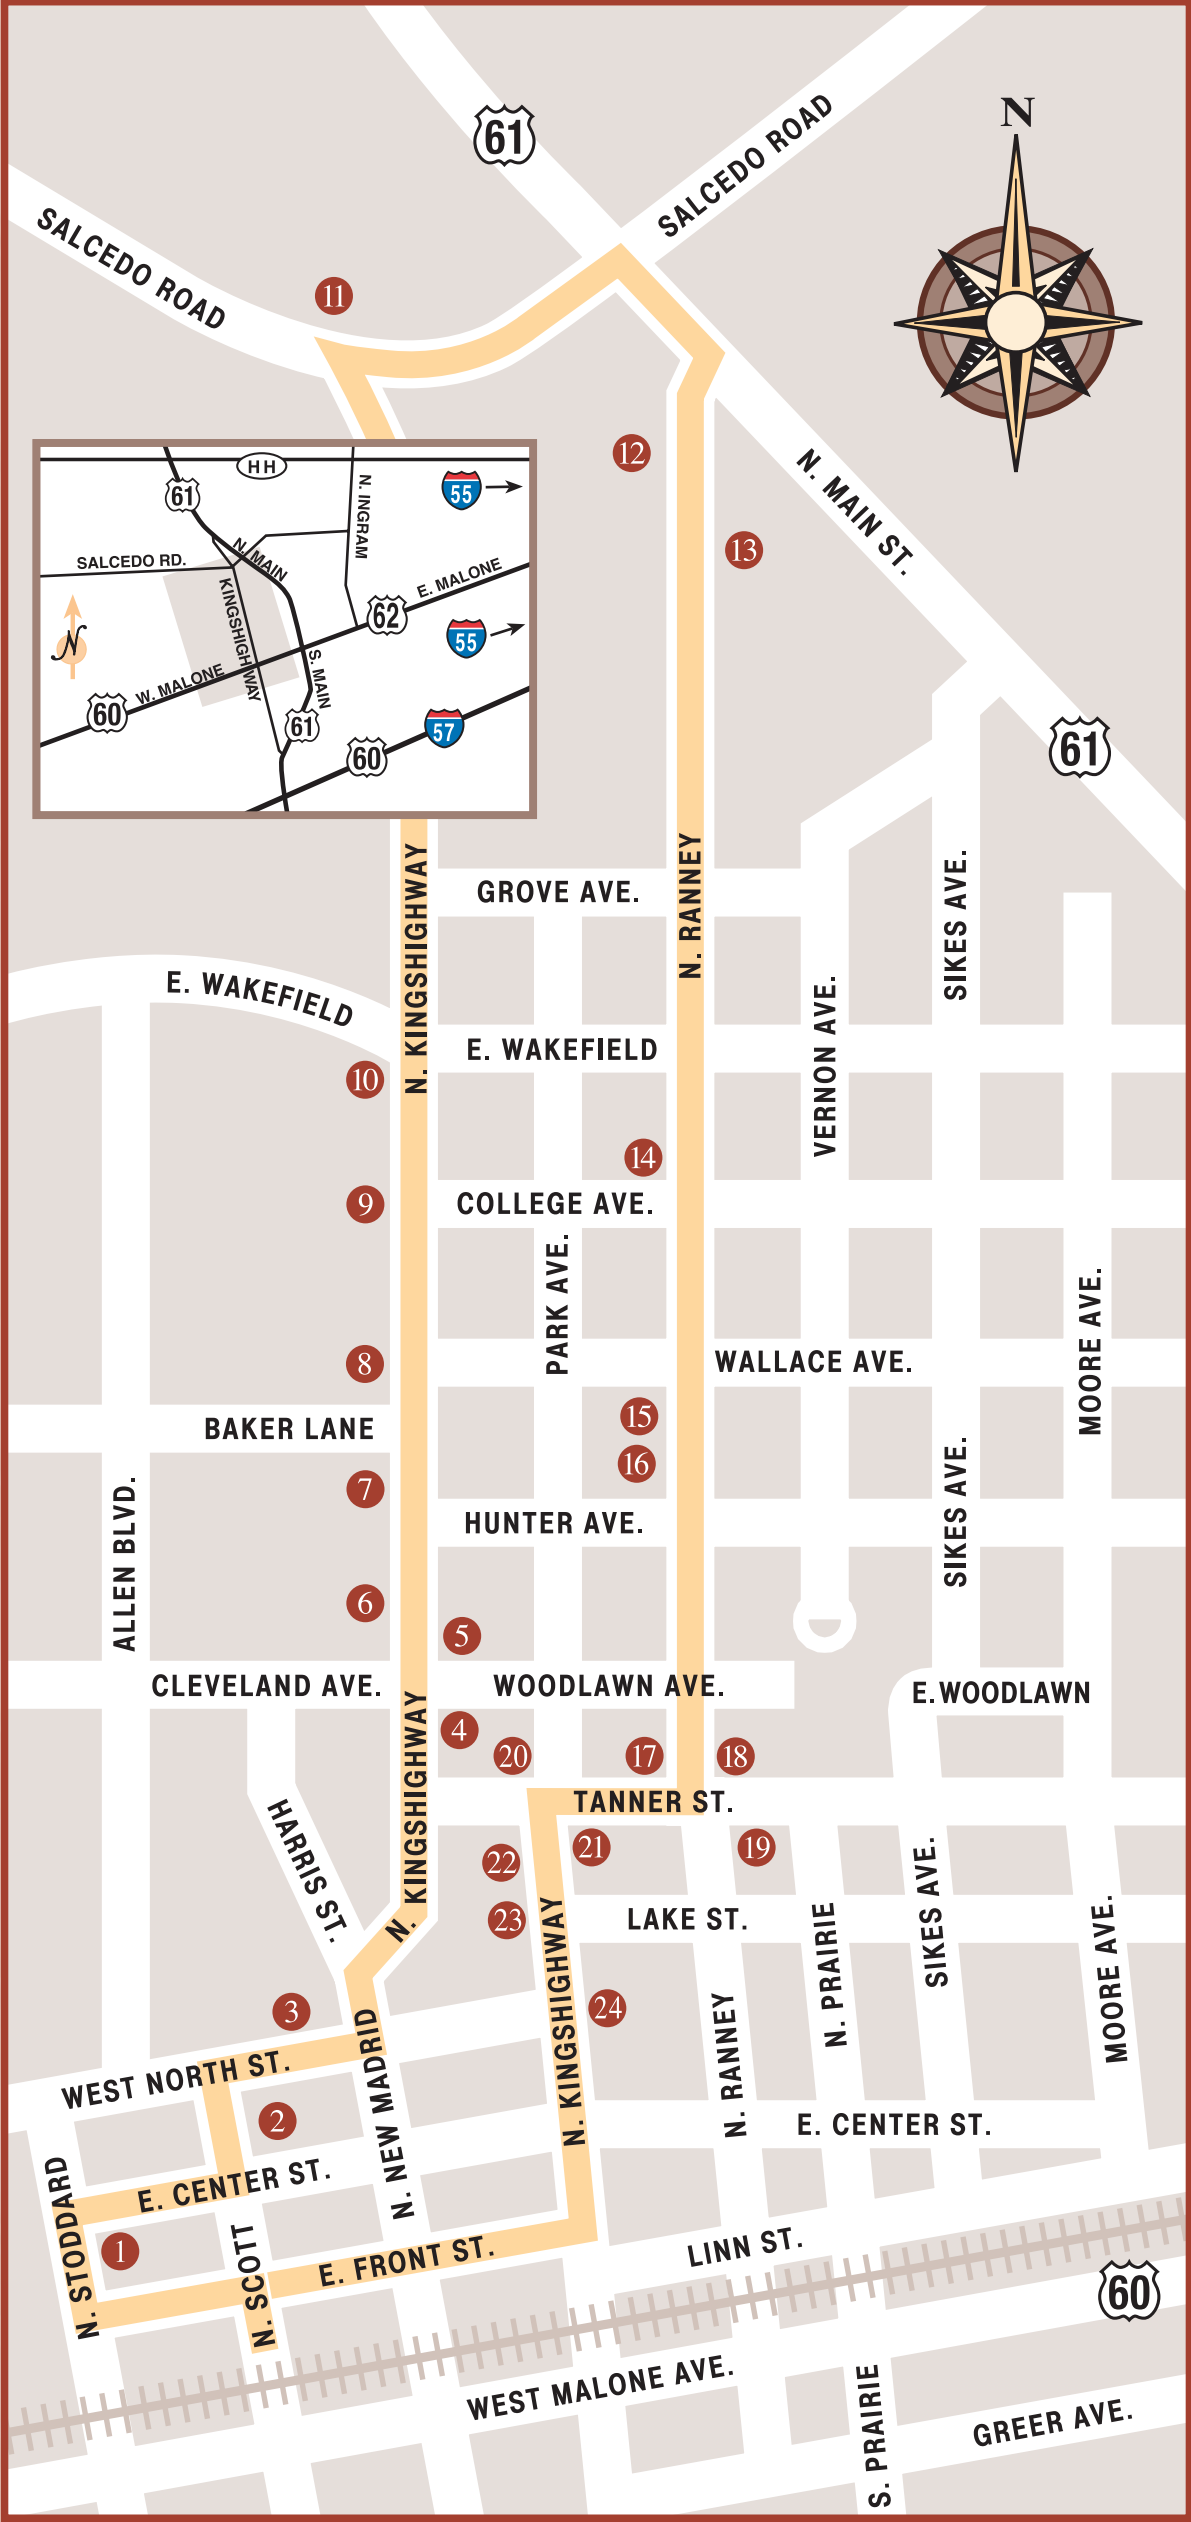 61
SALCEDO ROAD
N
SALCEDO ROAD
11
12
N. MAIN ST.
13
HH
61
N. INGRAM
55
SALCEDO RD.
N. MAIN
E. MALONE
KINGSHIGHWAY
62
N
55
W. MALONE
S. MAIN
60
61
57
60
61
N. KINGSHIGHWAY
GROVE AVE.
N. RANNEY
SIKES AVE.
E. WAKEFIELD
E. WAKEFIELD
VERNON AVE.
10
14
9
COLLEGE AVE.
PARK AVE.
MOORE AVE.
8
WALLACE AVE.
15
BAKER LANE
16
7
HUNTER AVE.
ALLEN BLVD.
SIKES AVE.
6
5
CLEVELAND AVE.
WOODLAWN AVE.
E. WOODLAWN
N. KINGSHIGHWAY
4
20
17
18
TANNER ST.
HARRIS ST.
21
19
22
23
LAKE ST.
N. KINGSHIGHWAY
N. PRAIRIE
SIKES AVE.
MOORE AVE.
3
24
N. NEW MADRID
N. RANNEY
WEST NORTH ST.
2
E. CENTER ST.
E. CENTER ST.
N. STODDARD
1
N. SCOTT
E. FRONT ST.
LINN ST.
60
WEST MALONE AVE.
S. PRAIRIE
GREER AVE.